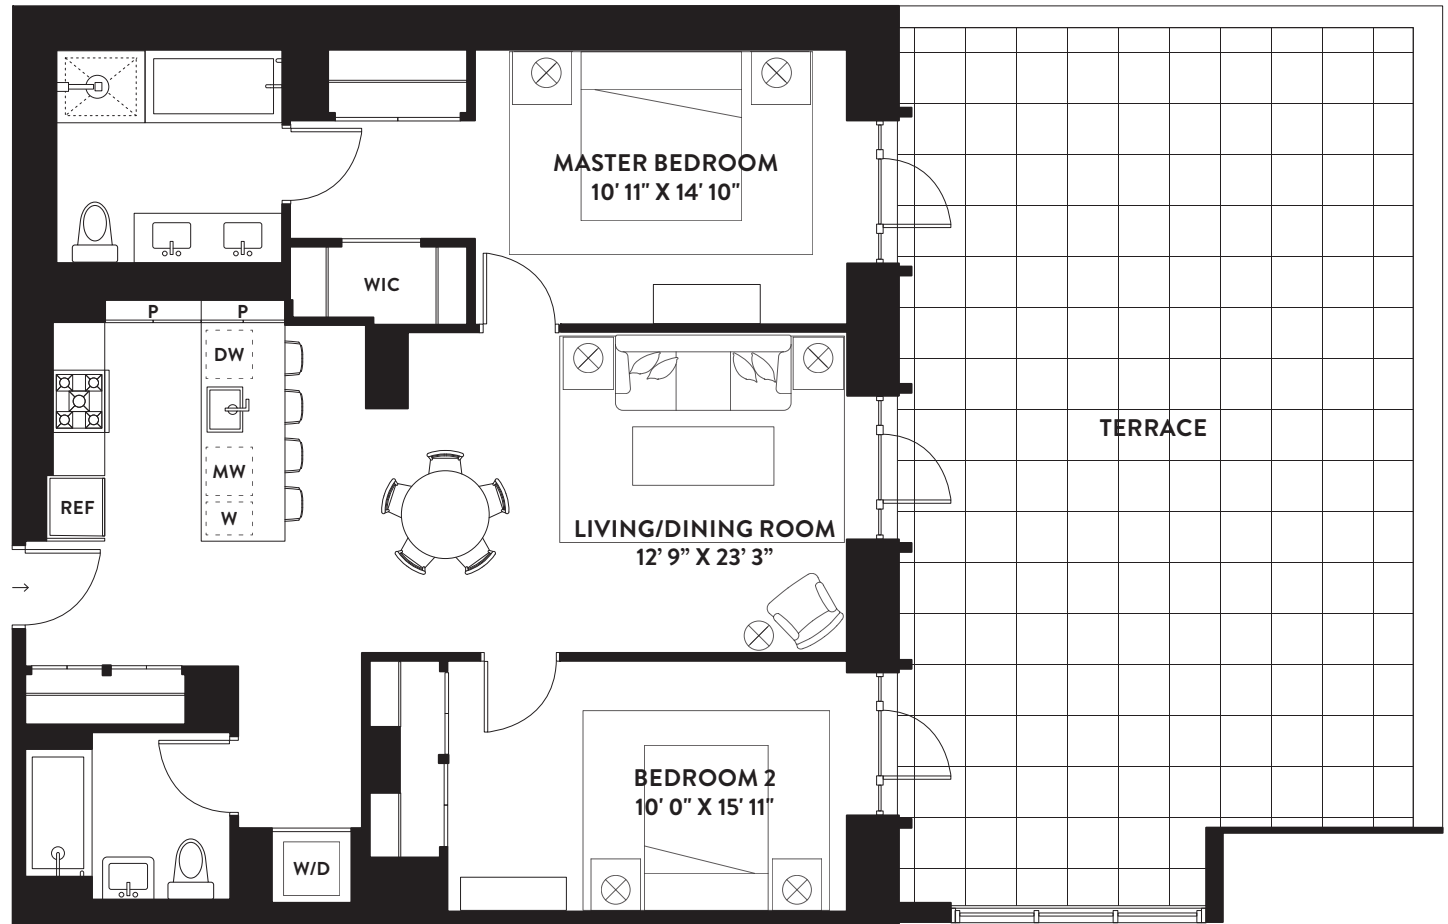 MASTER BEDROOM
10' 11" X 14' 10"
WIC
P
P
DW
MW
W
REF
LIVING/DINING ROOM
12’ 9” X 23’ 3”
TERRACE
BEDROOM 2
10' 0" X 15' 11"
W/D